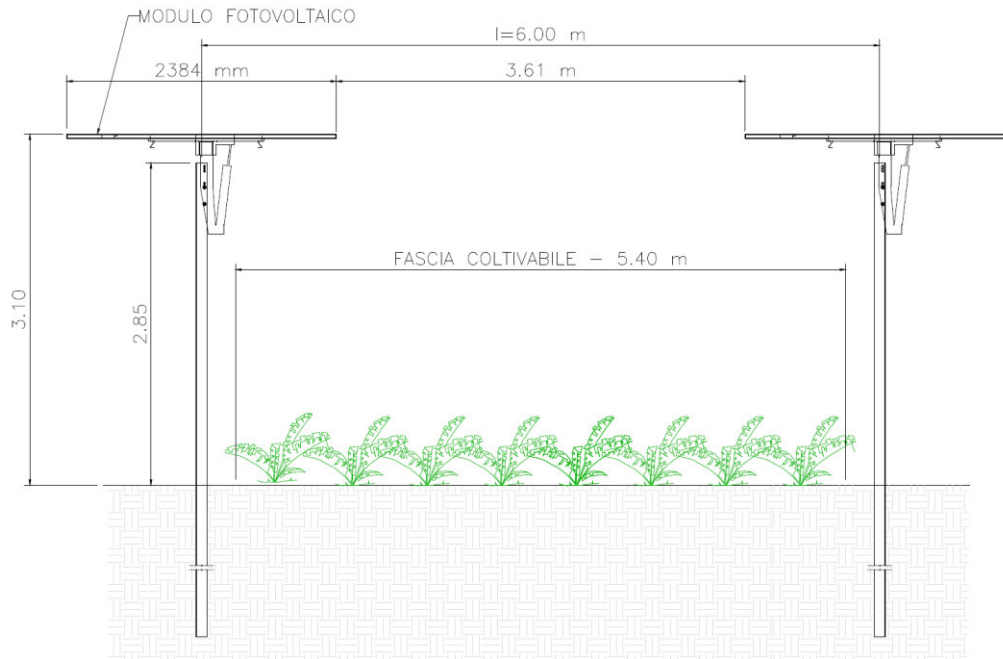 MODULO FOTOVOLTAICO
I=6.00 m
2384 mm
3.61 m
FASCIA COLTIVABILE - 5.40 m
3.10
2.85